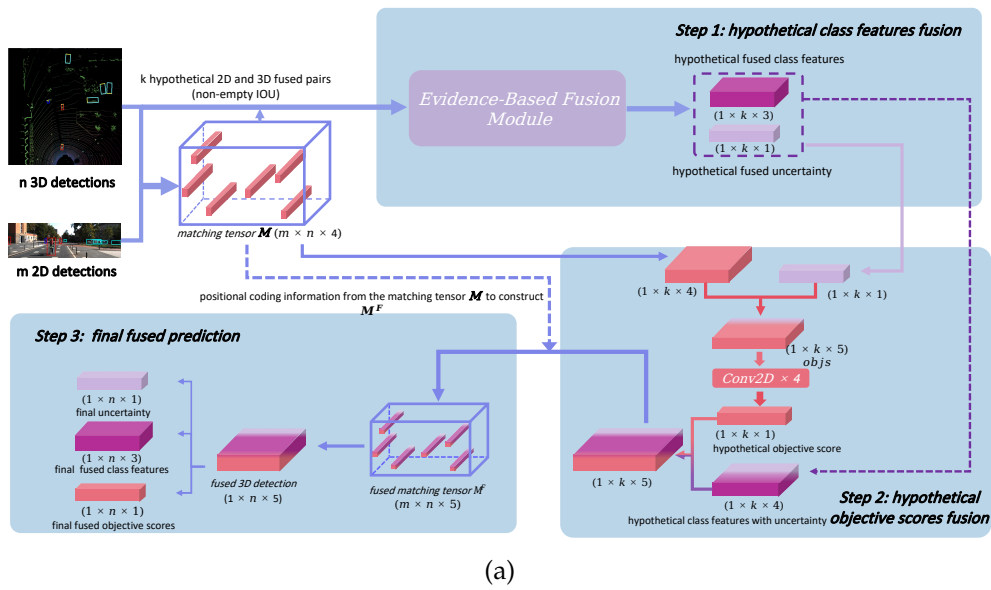 Step 1: hypothetical class features fusion
hypothetical fused class features
k hypothetical 2D and 3D fused pairs
(non-empty IOU)
Evidence-Based Fusion
Module
(1 × k × 3)
(1 × k × 1)
hypothetical fused uncertainty
n 3D detections
matching tensor M (m × n × 4)
m 2D detections
(1 × k × 4)
(1 × k × 1)
positional coding information from the matching tensor M to construct
M^F
Step 3: final fused prediction
(1 × k × 5)
objs
Conv2D × 4
(1 × n × 1)
final uncertainty
(1 × k × 1)
hypothetical objective score
(1 × n × 3)
final fused class features
fused 3D detection
(1 × n × 5)
fused matching tensor M^F
(m × n × 5)
(1 × k × 5)
(1 × k × 4)
hypothetical class features with uncertainty
Step 2: hypothetical
objective scores fusion
(1 × n × 1)
final fused objective scores
(a)